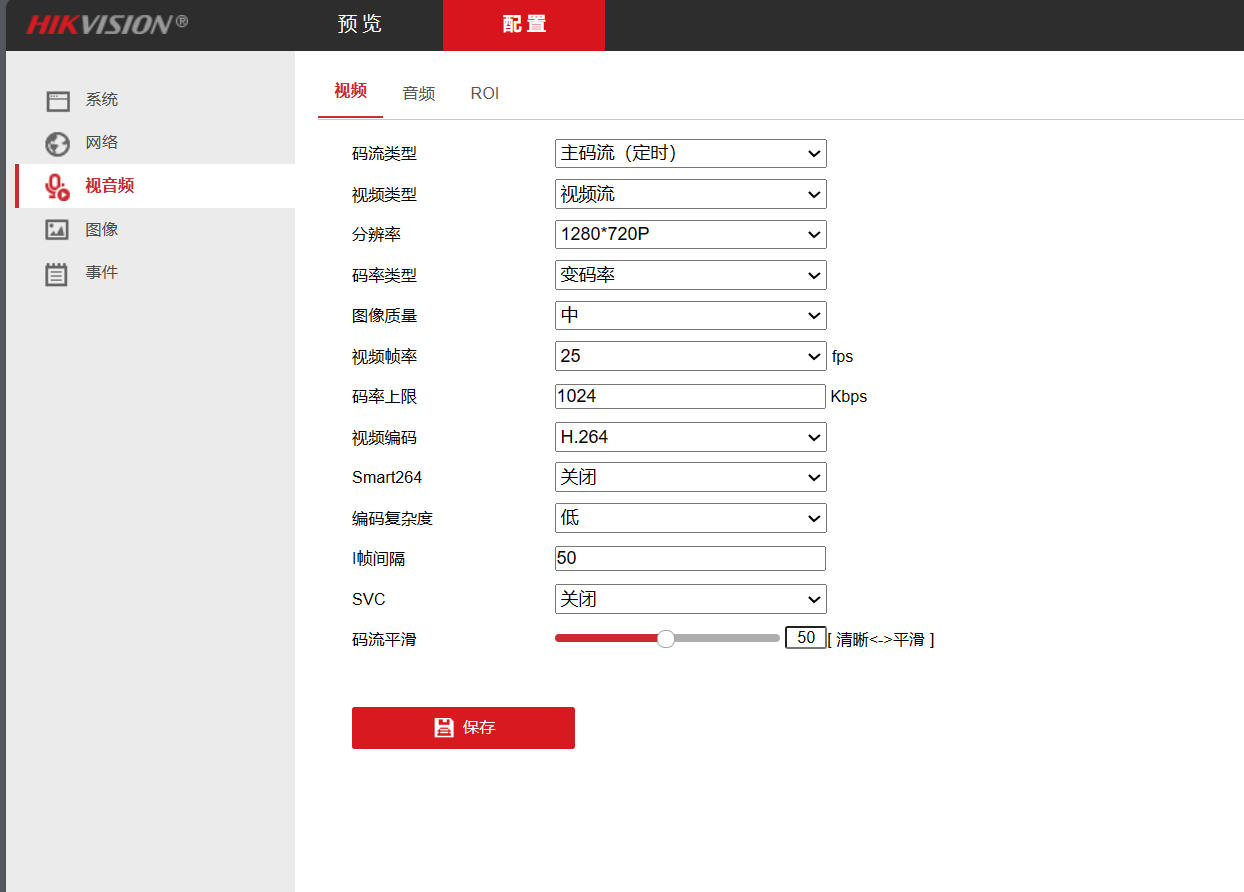 HIKVISION® 预览 配置
系统
网络
视音频
图像
事件
视频 音频 ROI
码流类型 主码流（定时）
视频类型 视频流
分辨率 1280*720P
码率类型 变码率
图像质量 中
视频帧率 25 fps
码率上限 1024 Kbps
视频编码 H.264
Smart264 关闭
编码复杂度 低
I帧间隔 50
SVC 关闭
码流平滑 50 [ 清晰<->平滑 ]
保存